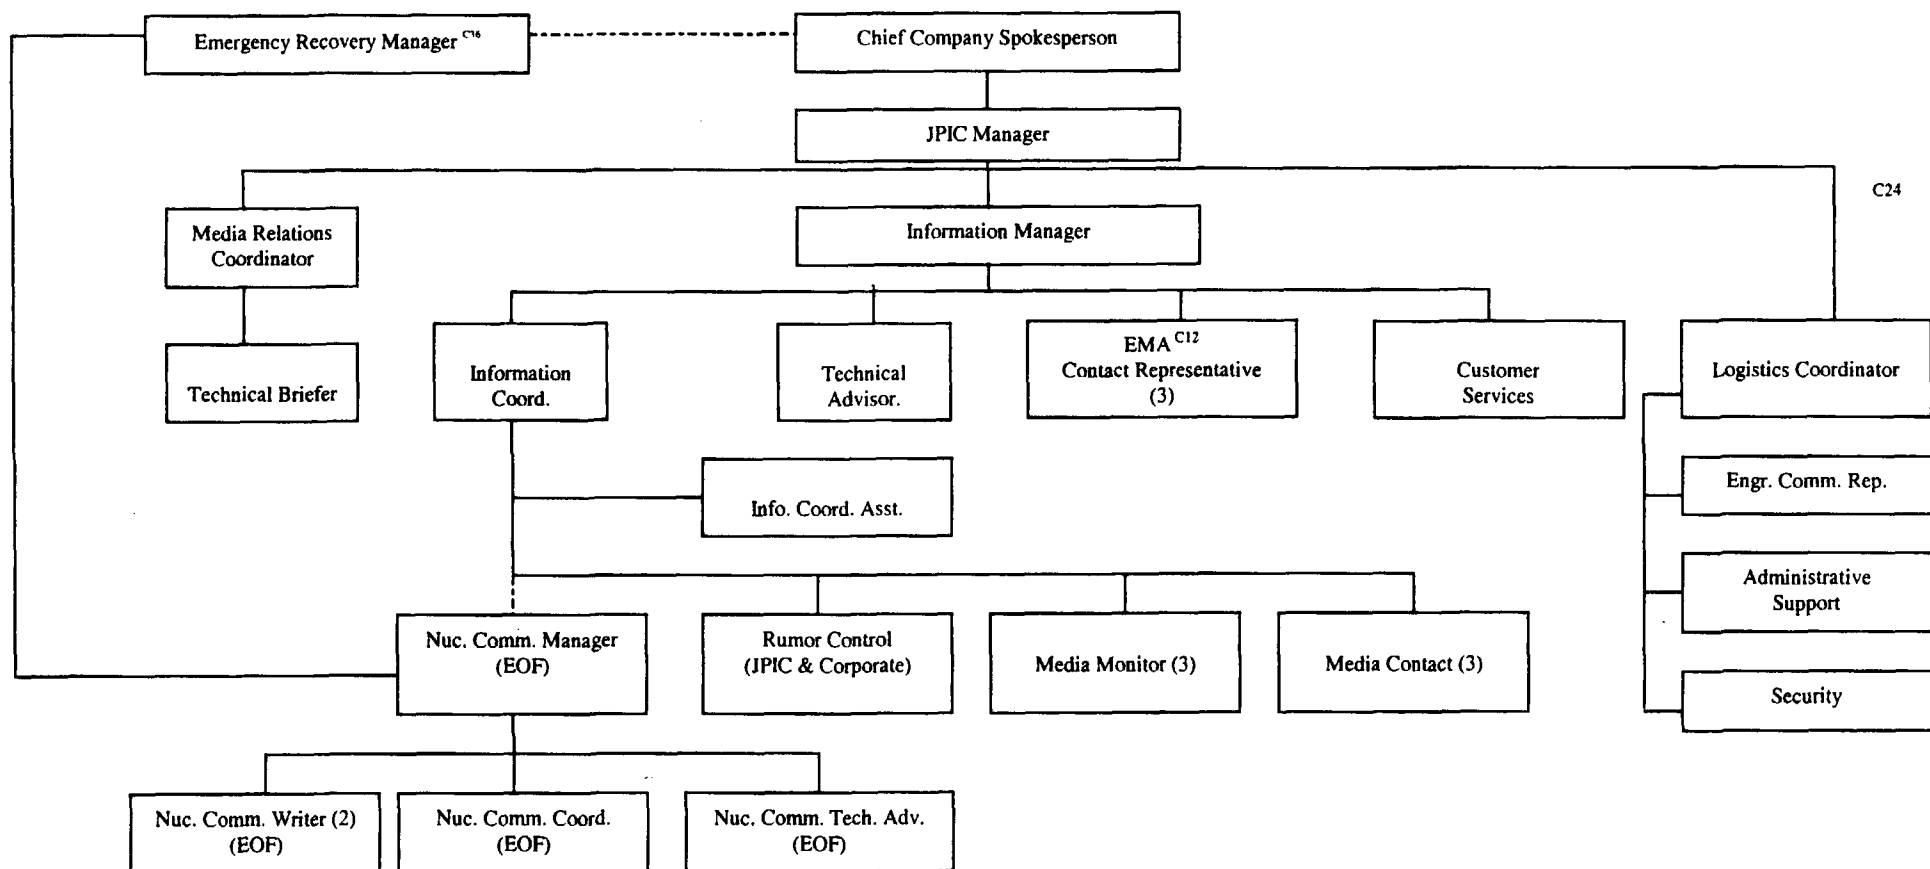 Emergency Recovery Manager C36
Chief Company Spokesperson
JPIC Manager
C24
Media Relations
Coordinator
Information Manager
Technical Briefer
Information
Coord.
Technical
Advisor.
EMA C12
Contact Representative
(3)
Customer
Services
Logistics Coordinator
Info. Coord. Asst.
Engr. Comm. Rep.
Administrative
Support
Security
Nuc. Comm. Manager
(EOF)
Rumor Control
(JPIC & Corporate)
Media Monitor (3)
Media Contact (3)
Nuc. Comm. Writer (2)
(EOF)
Nuc. Comm. Coord.
(EOF)
Nuc. Comm. Tech. Adv.
(EOF)